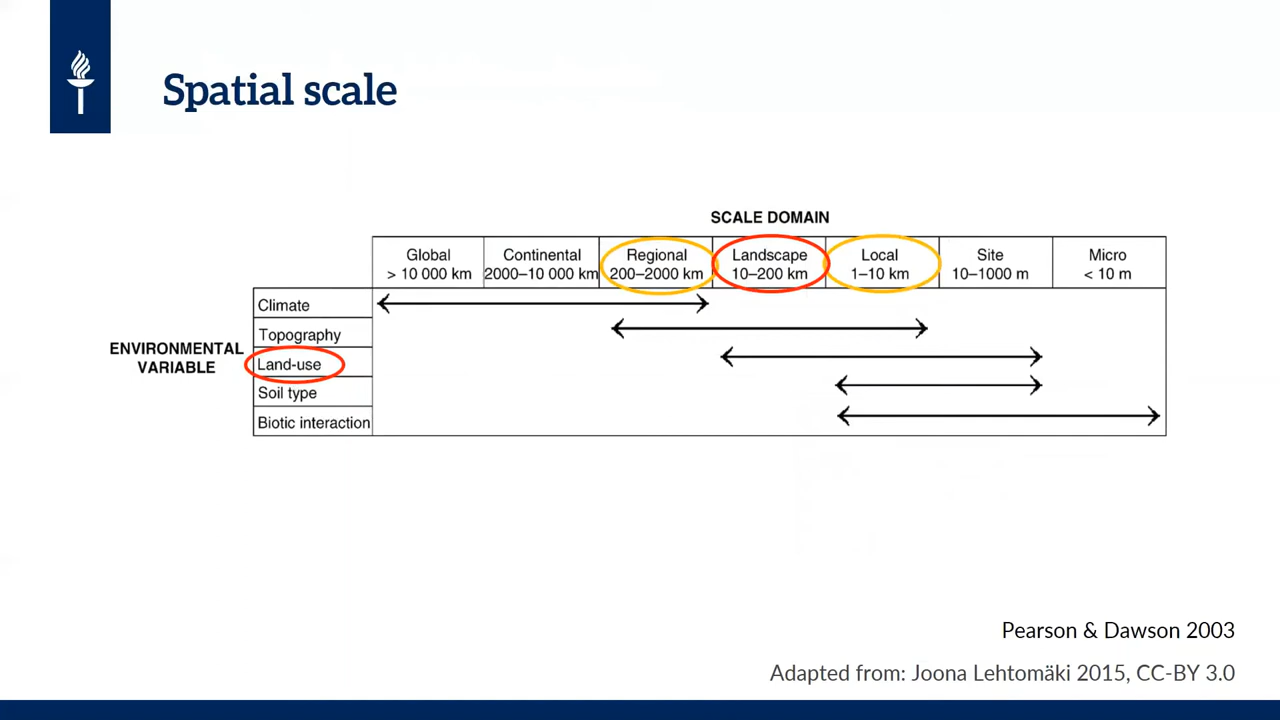 Spatial scale
SCALE DOMAIN
Global
> 10 000 km
Continental
2000–10 000 km
Regional
200–2000 km
Landscape
10–200 km
Local
1–10 km
Site
10–1000 m
Micro
< 10 m
ENVIRONMENTAL
VARIABLE
Climate
Topography
Land-use
Soil type
Biotic interaction
Pearson & Dawson 2003
Adapted from: Joona Lehtomäki 2015, CC-BY 3.0